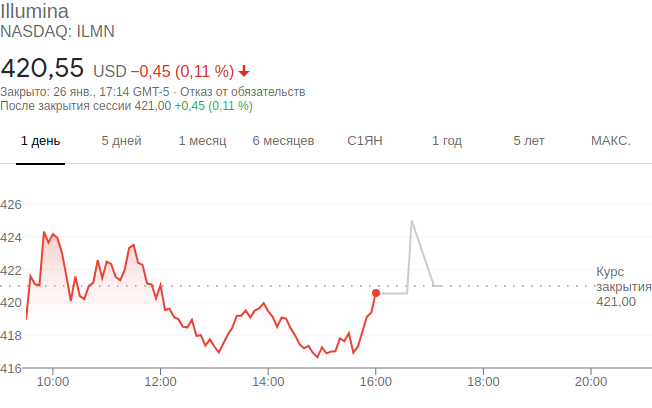 Illumina
NASDAQ: ILMN
420,55 USD −0,45 (0,11 %)
Закрыто: 26 янв., 17:14 GMT-5 · Отказ от обязательств
После закрытия сессии 421,00 +0,45 (0,11 %)
1 день 5 дней 1 месяц 6 месяцев С1ЯН 1 год 5 лет МАКС.
426
424
422
420
418
416
Курс
закрытия
421,00
10:00 12:00 14:00 16:00 18:00 20:00